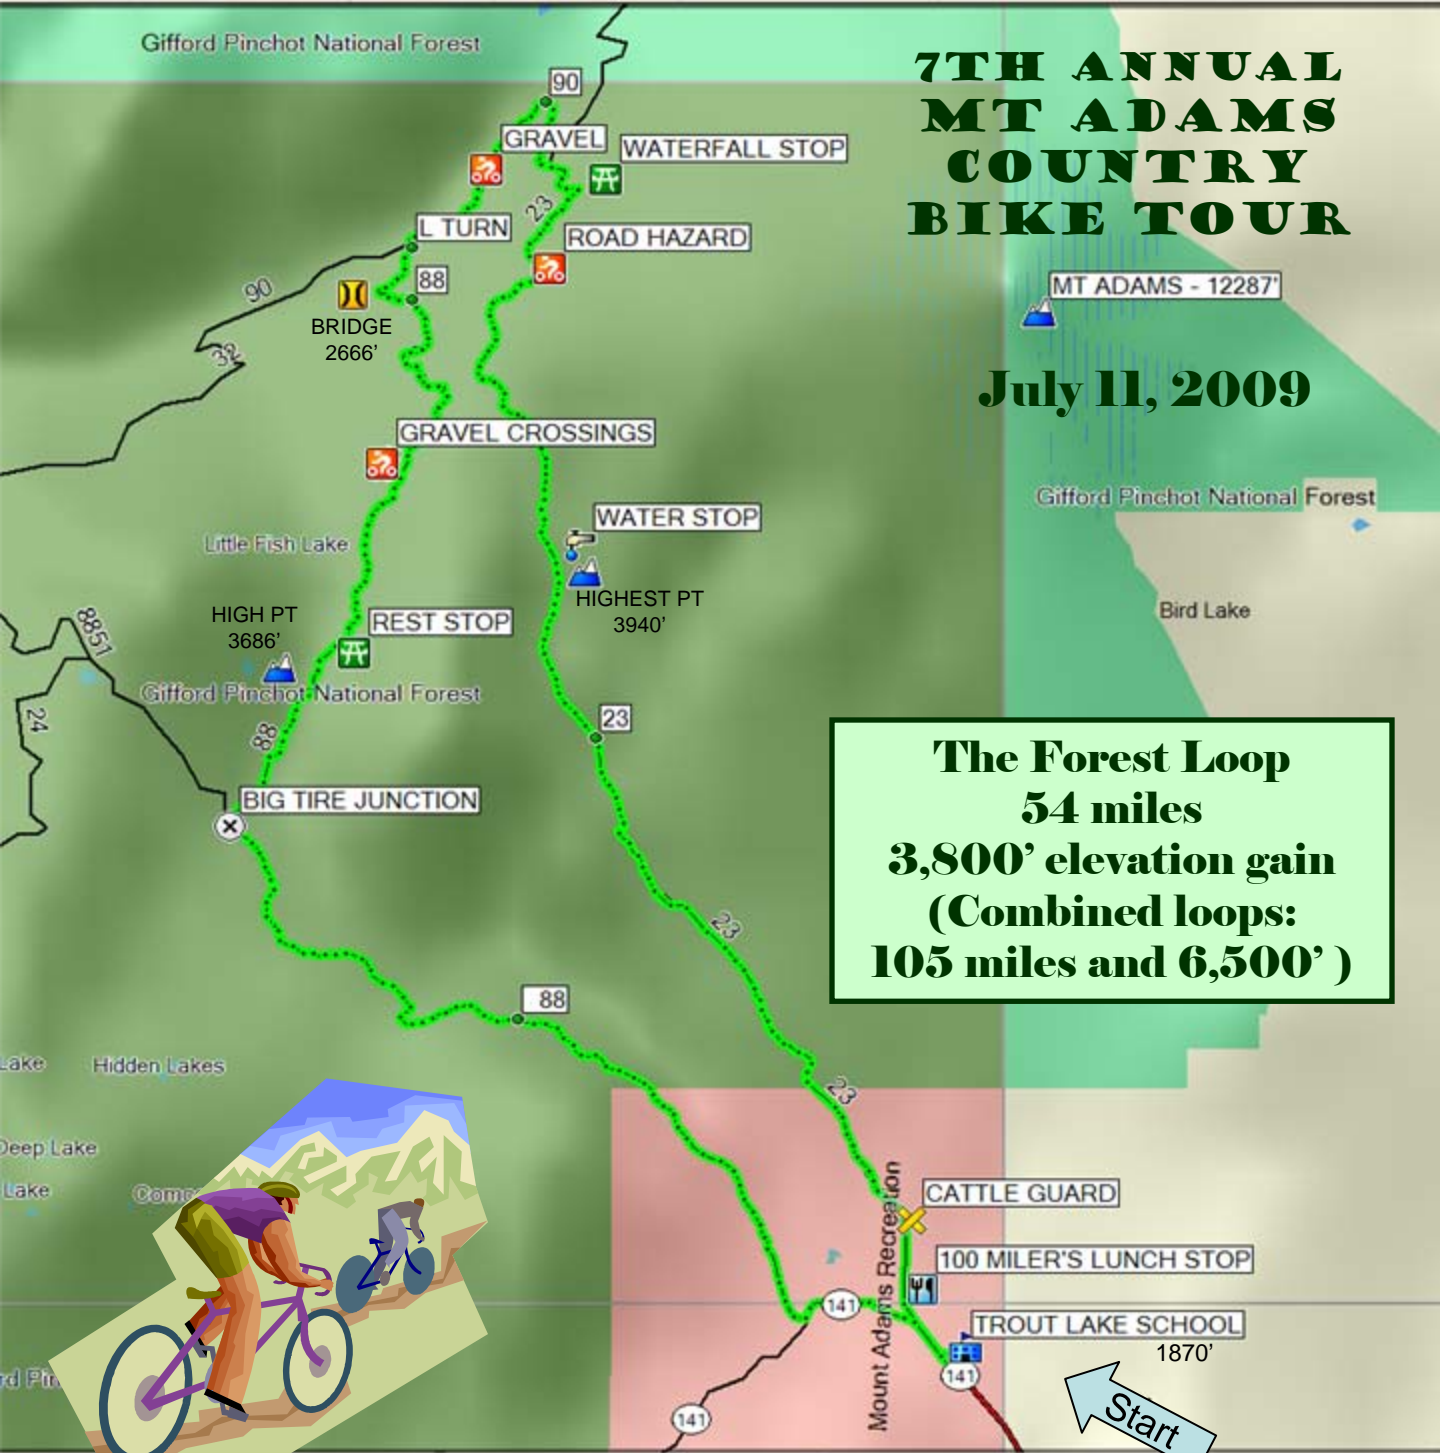 Gifford Pinchot National Forest
7TH ANNUAL
MT ADAMS
COUNTRY
BIKE TOUR
90
GRAVEL
WATERFALL STOP
23
L TURN
ROAD HAZARD
88
90
BRIDGE
2666’
32
MT ADAMS - 12287'
July 11, 2009
GRAVEL CROSSINGS
Gifford Pinchot National Forest
WATER STOP
Little Fish Lake
HIGHEST PT
3940’
HIGH PT
3686’
REST STOP
Bird Lake
8851
Gifford Pinchot National Forest
24
88
23
BIG TIRE JUNCTION
The Forest Loop
54 miles
3,800’ elevation gain
(Combined loops:
105 miles and 6,500’ )
23
88
Lake
Hidden Lakes
23
Deep Lake
Lake
Com
CATTLE GUARD
Mount Adams Recreation
100 MILER'S LUNCH STOP
141
TROUT LAKE SCHOOL
1870’
141
rd Pin
141
Start